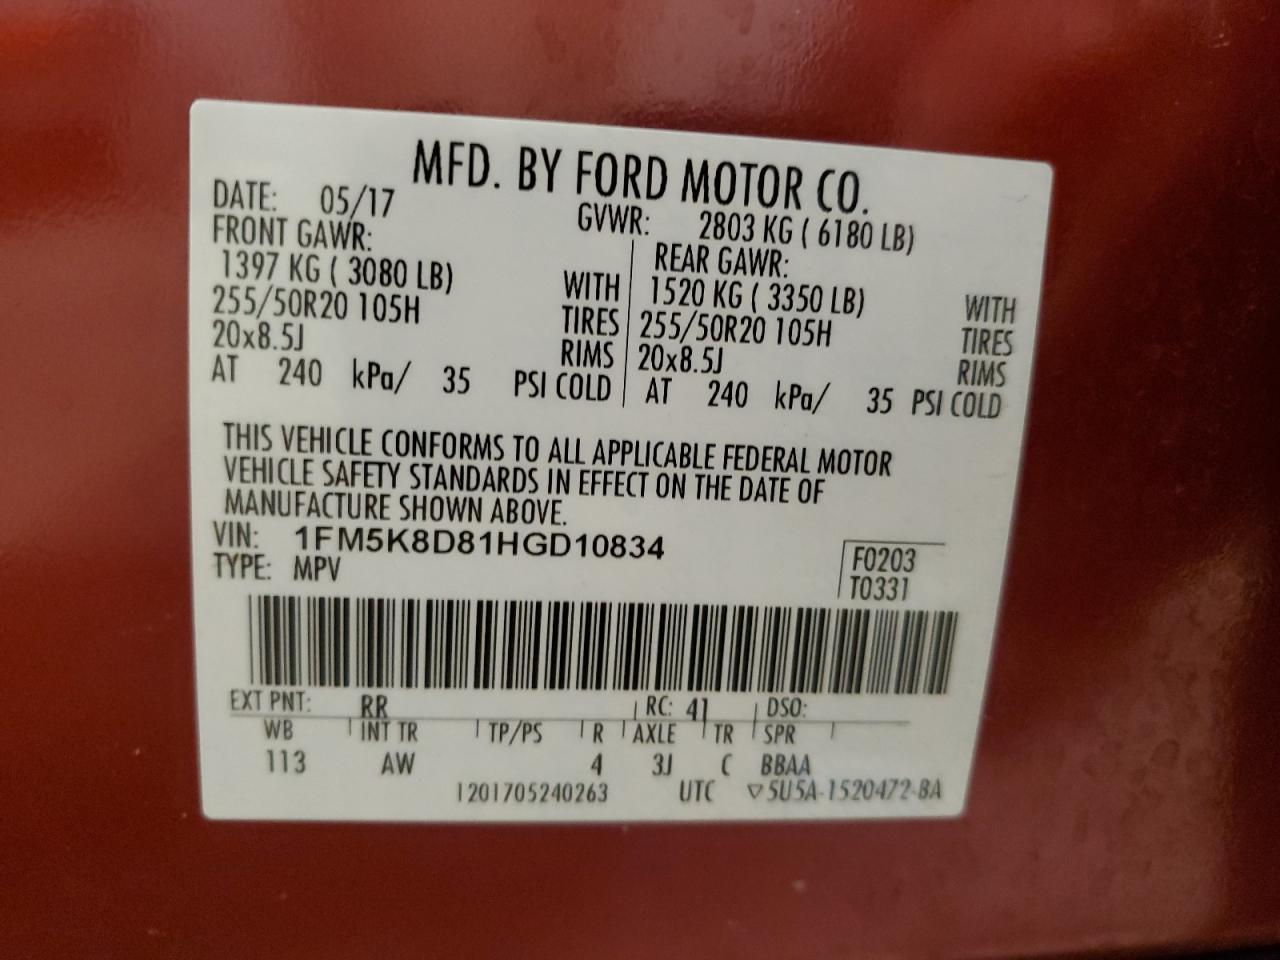 MFD. BY FORD MOTOR CO.
DATE: 05/17 GVWR: 2803 KG ( 6180 LB)
FRONT GAWR: REAR GAWR:
1397 KG ( 3080 LB) WITH 1520 KG ( 3350 LB) WITH
255/50R20 105H TIRES 255/50R20 105H TIRES
20x8.5J RIMS 20x8.5J RIMS
AT 240 kPa/ 35 PSI COLD AT 240 kPa/ 35 PSI COLD
THIS VEHICLE CONFORMS TO ALL APPLICABLE FEDERAL MOTOR
VEHICLE SAFETY STANDARDS IN EFFECT ON THE DATE OF
MANUFACTURE SHOWN ABOVE.
VIN: 1FM5K8D81HGD10834
TYPE: MPV
F0203
T0331
EXT PNT: RR RC: 41 DSO:
WB INT TR TP/PS R AXLE TR SPR
113 AW 4 3J C BBAA
1201705240263 UTC ▽5U5A-1520472-BA